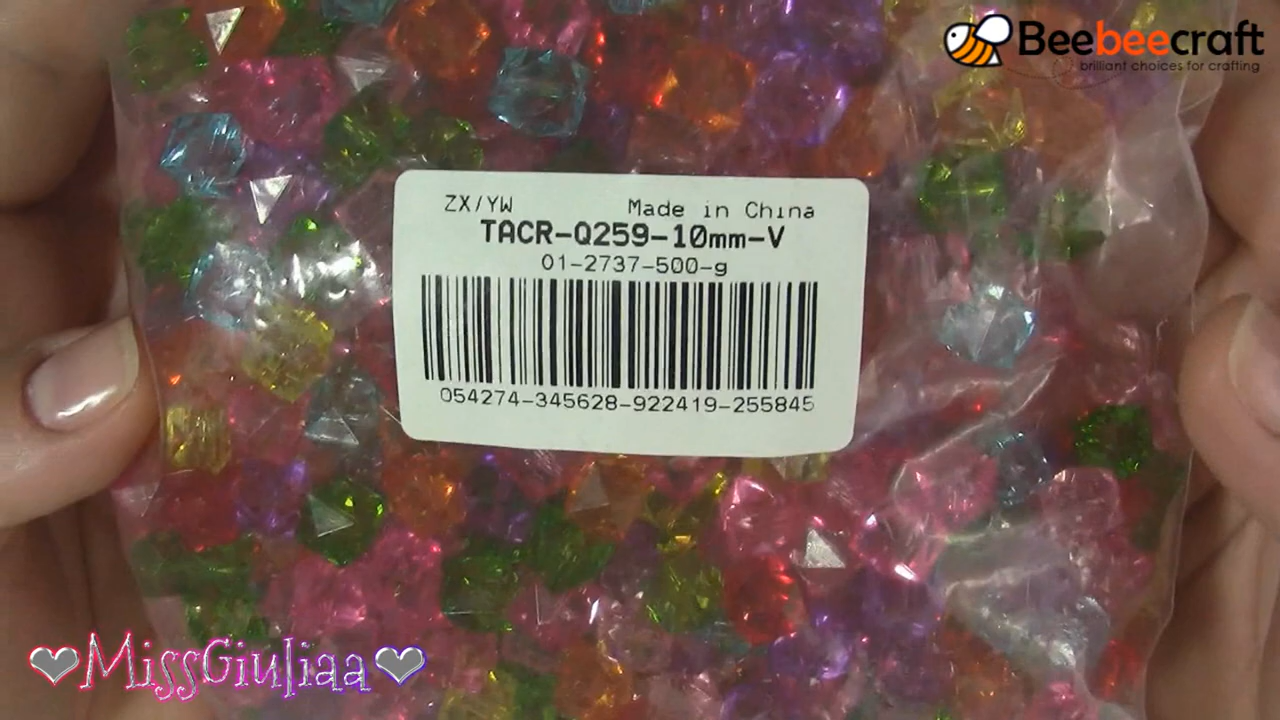 Beebeecraft
brilliant choices for crafting
ZX/YW Made in China
TACR-Q259-10mm-V
01-2737-500-g
054274-345628-922419-255845
MissGiuliaa